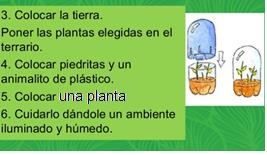 3. Colocar la tierra.
Poner las plantas elegidas en el
terrario.
4. Colocar piedritas y un
animalito de plástico.
5. Colocar una planta
6. Cuidarlo dándole un ambiente
iluminado y húmedo.